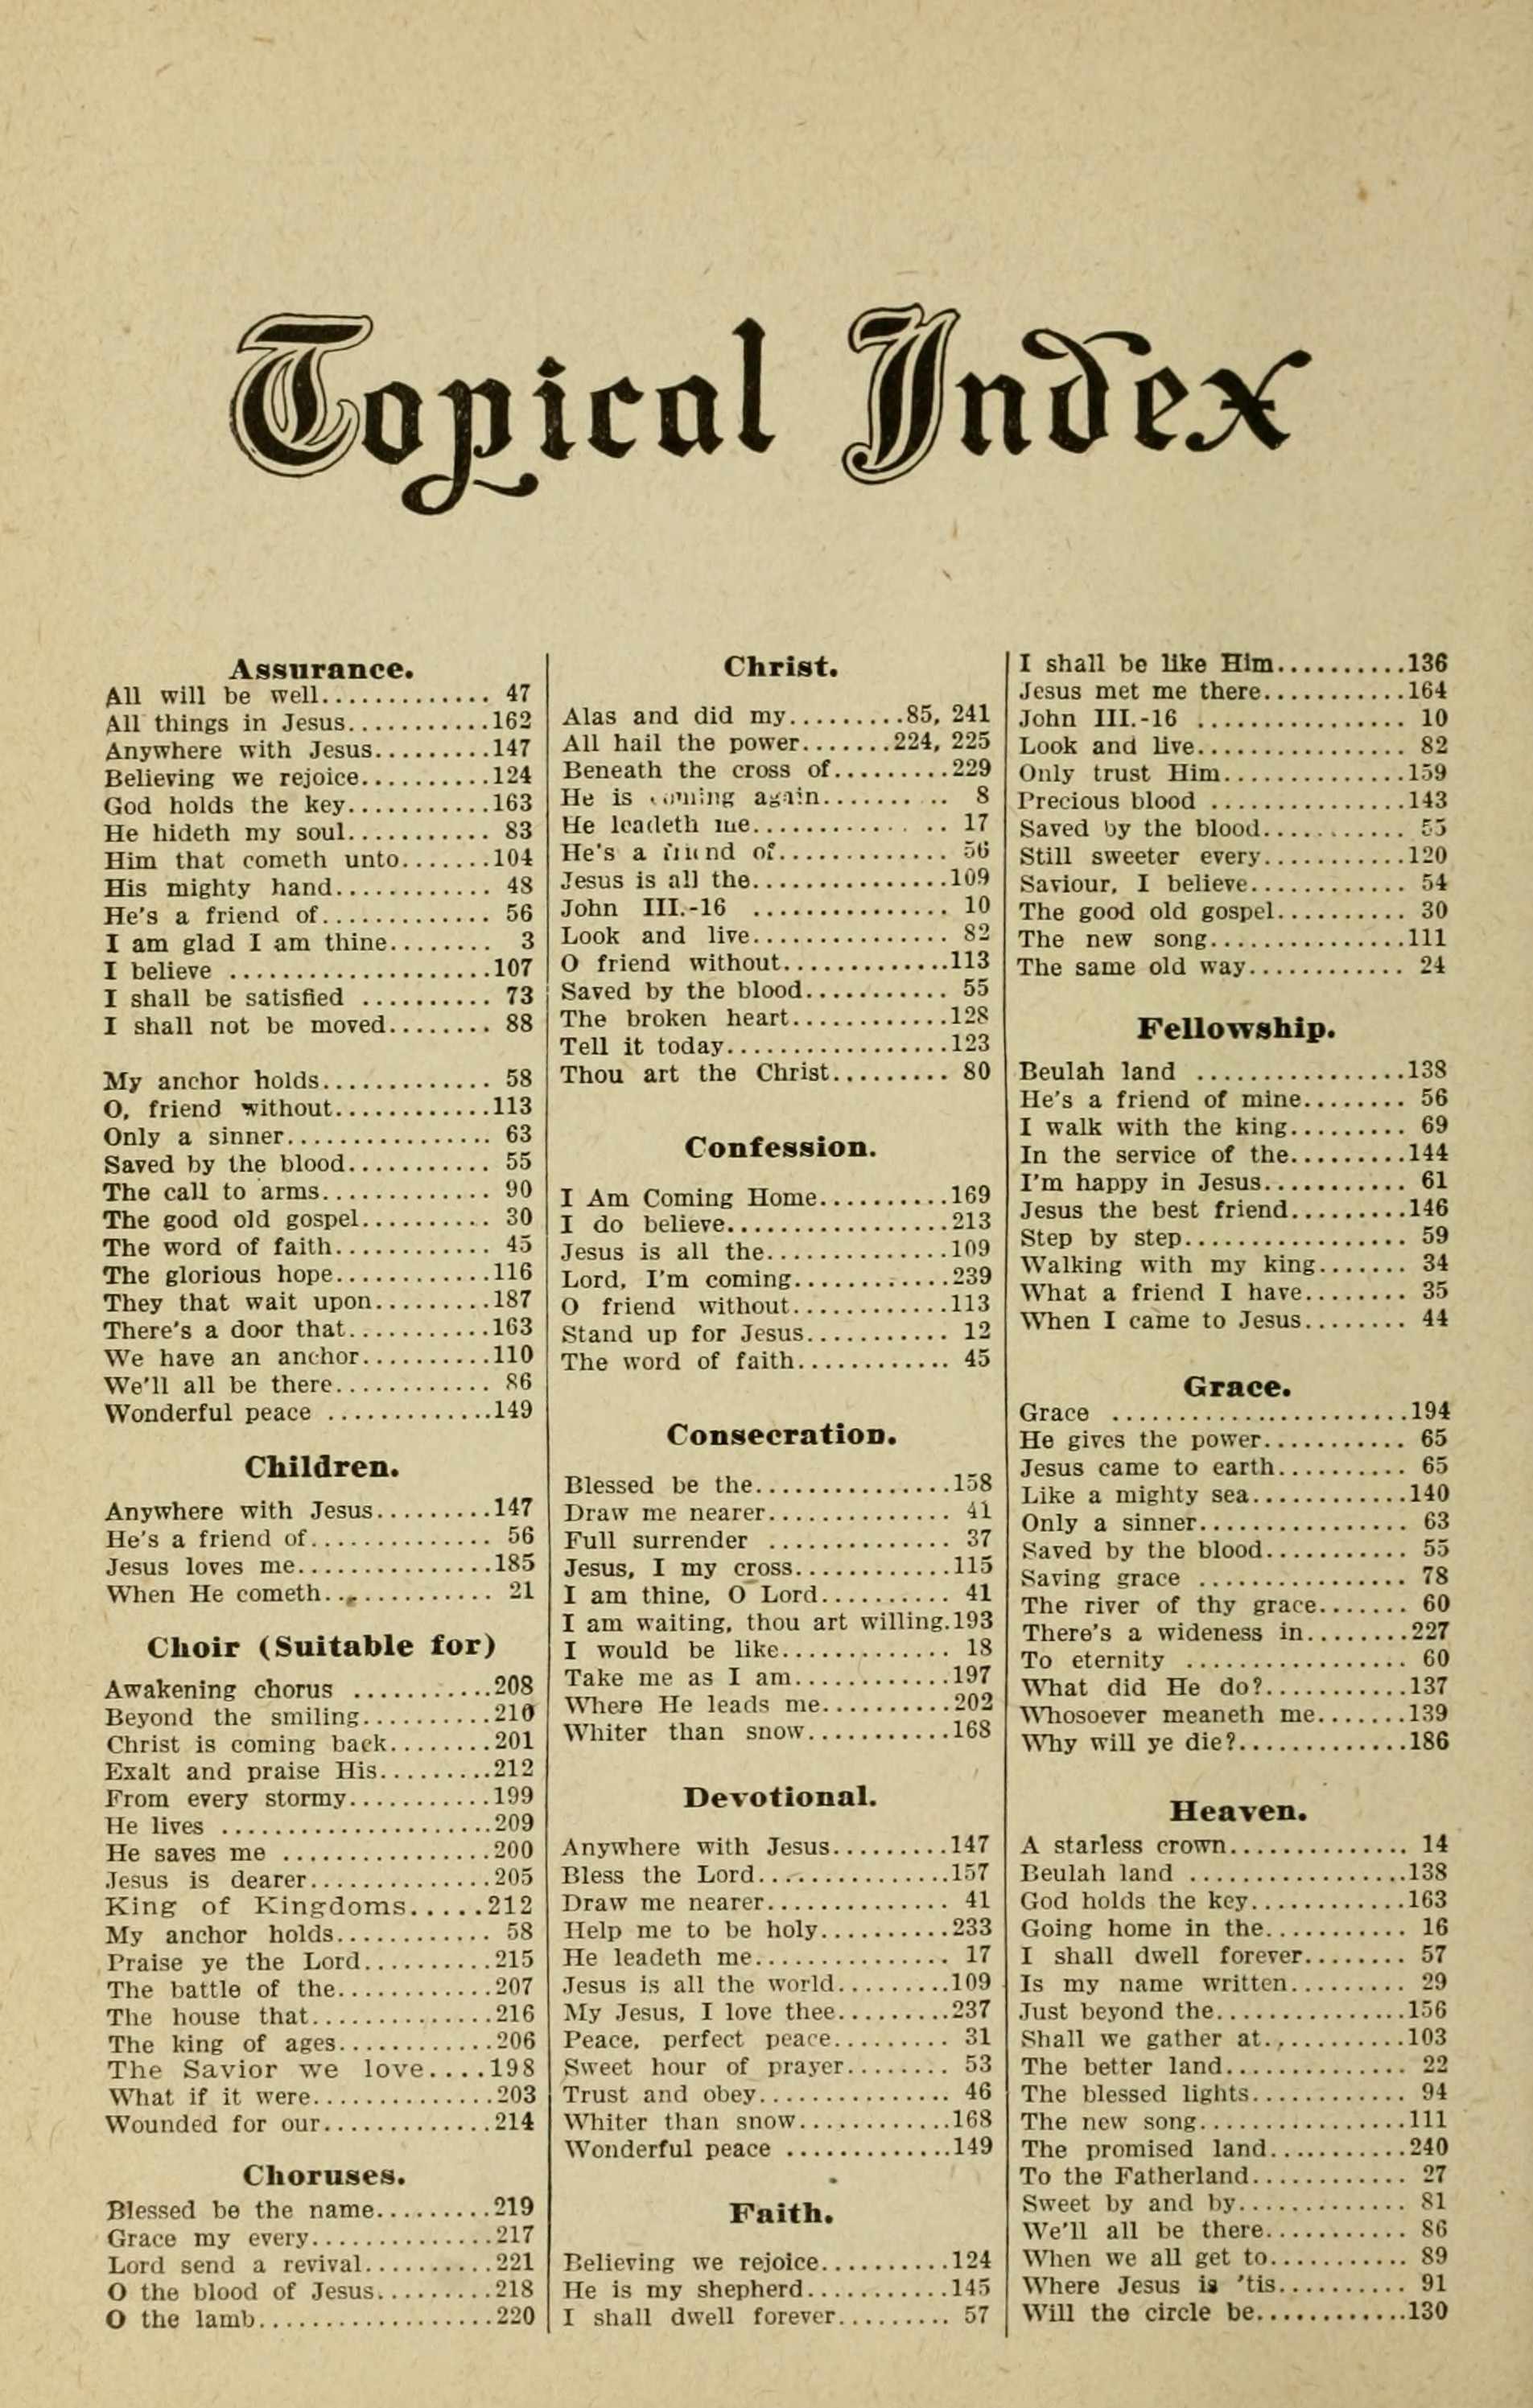 Topical Index
Assurance.
All will be well............. 47
All things in Jesus...........162
Anywhere with Jesus.........147
Believing we rejoice..........124
God holds the key...........163
He hideth my soul........... 83
Him that cometh unto.......104
His mighty hand............ 48
He's a friend of............. 56
I am glad I am thine........ 3
I believe ....................107
I shall be satisfied .......... 73
I shall not be moved........ 88
My anchor holds............. 58
O, friend without............113
Only a sinner................ 63
Saved by the blood........... 55
The call to arms............. 90
The good old gospel.......... 30
The word of faith............ 45
The glorious hope............116
They that wait upon.........187
There's a door that...........163
We have an anchor..........110
We'll all be there............ 86
Wonderful peace .............149
Children.
Anywhere with Jesus.........147
He's a friend of.............. 56
Jesus loves me...............185
When He cometh............. 21
Choir (Suitable for)
Awakening chorus ...........208
Beyond the smiling..........210
Christ is coming back........201
Exalt and praise His.........212
From every stormy...........199
He lives .....................209
He saves me ................200
Jesus is dearer..............205
King of Kingdoms.....212
My anchor holds............ 58
Praise ye the Lord..........215
The battle of the............207
The house that..............216
The king of ages............206
The Savior we love....198
What if it were..............203
Wounded for our.............214
Choruses.
Blessed be the name.........219
Grace my every..............217
Lord send a revival..........221
O the blood of Jesus.........218
O the lamb..................220
Christ.
Alas and did my.........85, 241
All hail the power.......224, 225
Beneath the cross of.........229
He is coming again.......... 8
He leadeth me............... 17
He's a friend of............. 56
Jesus is all the...............109
John III.-16 ............... 10
Look and live............... 82
O friend without.............113
Saved by the blood........... 55
The broken heart............128
Tell it today.................123
Thou art the Christ......... 80
Confession.
I Am Coming Home..........169
I do believe.................213
Jesus is all the..............109
Lord, I'm coming............239
O friend without............113
Stand up for Jesus........... 12
The word of faith............ 45
Consecration.
Blessed be the...............158
Draw me nearer.............. 41
Full surrender .............. 37
Jesus, I my cross............115
I am thine, O Lord.......... 41
I am waiting, thou art willing.193
I would be like............. 18
Take me as I am............197
Where He leads me..........202
Whiter than snow...........168
Devotional.
Anywhere with Jesus.........147
Bless the Lord...............157
Draw me nearer.............. 41
Help me to be holy..........233
He leadeth me............... 17
Jesus is all the world.........109
My Jesus, I love thee.........237
Peace, perfect peace......... 31
Sweet hour of prayer........ 53
Trust and obey............... 46
Whiter than snow............168
Wonderful peace .............149
Faith.
Believing we rejoice..........124
He is my shepherd...........145
I shall dwell forever......... 57
I shall be like Him..........136
Jesus met me there...........164
John III.-16 ................ 10
Look and live................ 82
Only trust Him..............159
Precious blood ...............143
Saved by the blood........... 55
Still sweeter every...........120
Saviour, I believe............ 54
The good old gospel.......... 30
The new song...............111
The same old way............ 24
Fellowship.
Beulah land ................138
He's a friend of mine........ 56
I walk with the king......... 69
In the service of the.........144
I'm happy in Jesus........... 61
Jesus the best friend.........146
Step by step................. 59
Walking with my king....... 34
What a friend I have........ 35
When I came to Jesus........ 44
Grace.
Grace .......................194
He gives the power........... 65
Jesus came to earth.......... 65
Like a mighty sea............140
Only a sinner................ 63
Saved by the blood........... 55
Saving grace ................ 78
The river of thy grace....... 60
There's a wideness in........227
To eternity ................. 60
What did He do?...........137
Whosoever meaneth me.......139
Why will ye die?.............186
Heaven.
A starless crown.............. 14
Beulah land .................138
God holds the key............163
Going home in the........... 16
I shall dwell forever........ 57
Is my name written......... 29
Just beyond the...............156
Shall we gather at...........103
The better land.............. 22
The blessed lights............ 94
The new song................111
The promised land...........240
To the Fatherland............ 27
Sweet by and by............. 81
We'll all be there........... 86
When we all get to........... 89
Where Jesus is 'tis.......... 91
Will the circle be............130